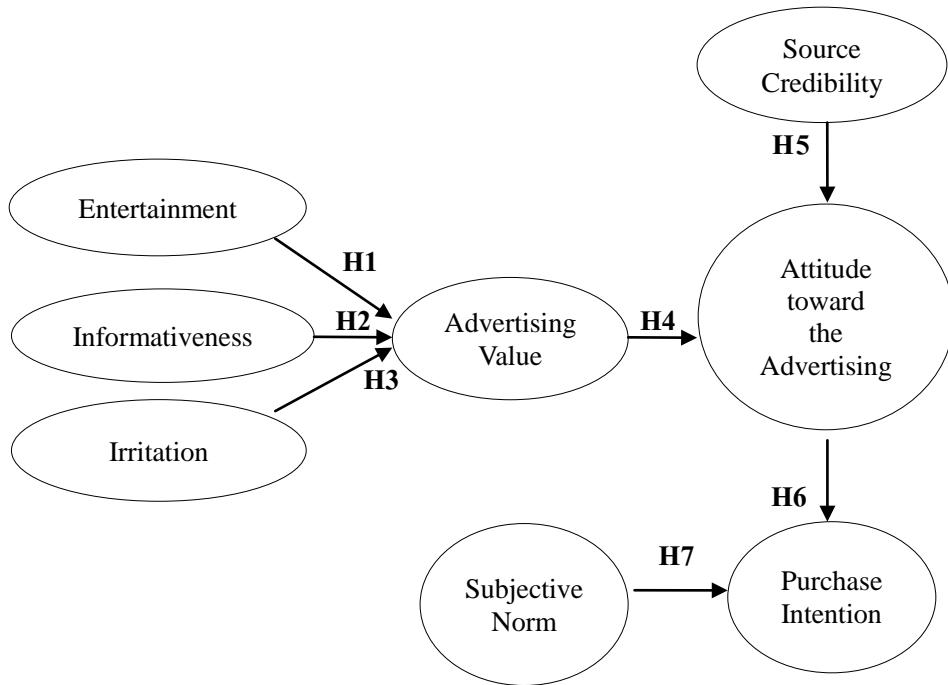 Source
Credibility
H5
Entertainment
H1
Attitude
toward
the
Advertising
Informativeness
H2
Advertising
Value
H4
H3
Irritation
H6
H7
Subjective
Norm
Purchase
Intention